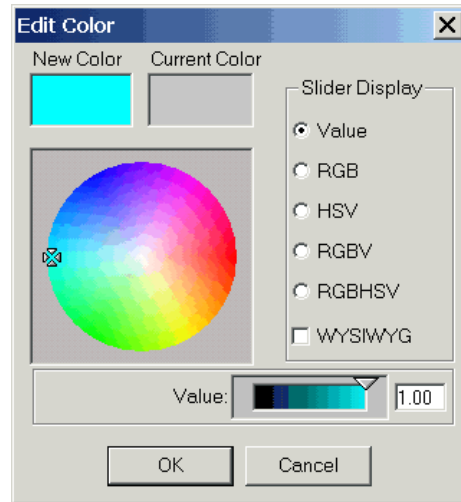 Edit Color
New Color Current Color
Slider Display
Value
RGB
HSV
RGBV
RGBHSV
WYSIWYG
Value: 1.00
OK Cancel